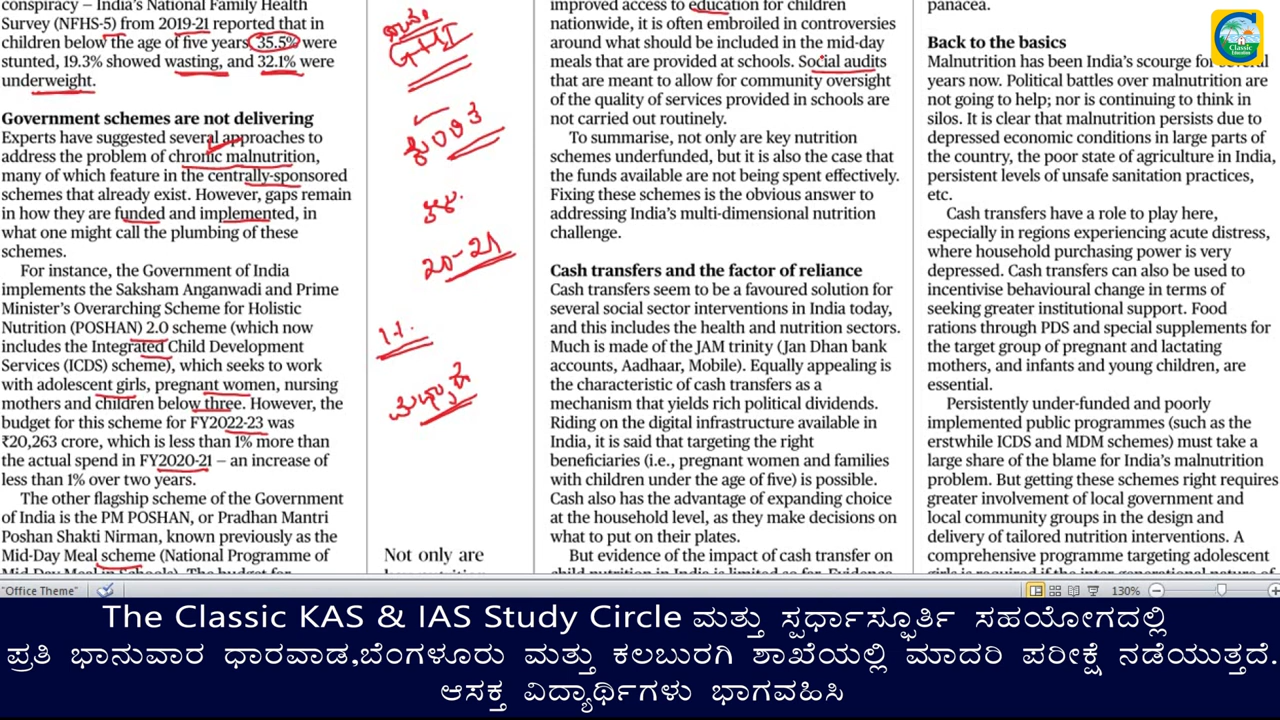 conspiracy – India's National Family Health
Survey (NFHS-5) from 2019-21 reported that in
children below the age of five years, 35.5% were
stunted, 19.3% showed wasting, and 32.1% were
underweight.
Government schemes are not delivering
Experts have suggested several approaches to
address the problem of chronic malnutrition,
many of which feature in the centrally-sponsored
schemes that already exist. However, gaps remain
in how they are funded and implemented, in
what one might call the plumbing of these
schemes.
For instance, the Government of India
implements the Saksham Anganwadi and Prime
Minister's Overarching Scheme for Holistic
Nutrition (POSHAN) 2.0 scheme (which now
includes the Integrated Child Development
Services (ICDS) scheme), which seeks to work
with adolescent girls, pregnant women, nursing
mothers and children below three. However, the
budget for this scheme for FY2022-23 was
₹20,263 crore, which is less than 1% more than
the actual spend in FY2020-21 – an increase of
less than 1% over two years.
The other flagship scheme of the Government
of India is the PM POSHAN, or Pradhan Mantri
Poshan Shakti Nirman, known previously as the
Mid-Day Meal scheme (National Programme of
Mid-Day Meal in Schools). The budget for
20-21
11.
Not only are
improved access to education for children
nationwide, it is often embroiled in controversies
around what should be included in the mid-day
meals that are provided at schools. Social audits
that are meant to allow for community oversight
of the quality of services provided in schools are
not carried out routinely.
To summarise, not only are key nutrition
schemes underfunded, but it is also the case that
the funds available are not being spent effectively.
Fixing these schemes is the obvious answer to
addressing India's multi-dimensional nutrition
challenge.
Cash transfers and the factor of reliance
Cash transfers seem to be a favoured solution for
several social sector interventions in India today,
and this includes the health and nutrition sectors.
Much is made of the JAM trinity (Jan Dhan bank
accounts, Aadhaar, Mobile). Equally appealing is
the characteristic of cash transfers as a
mechanism that yields rich political dividends.
Riding on the digital infrastructure available in
India, it is said that targeting the right
beneficiaries (i.e., pregnant women and families
with children under the age of five) is possible.
Cash also has the advantage of expanding choice
at the household level, as they make decisions on
what to put on their plates.
But evidence of the impact of cash transfer on
child nutrition in India is limited so far. Evidence
panacea.
Back to the basics
Malnutrition has been India's scourge for several
years now. Political battles over malnutrition are
not going to help; nor is continuing to think in
silos. It is clear that malnutrition persists due to
depressed economic conditions in large parts of
the country, the poor state of agriculture in India,
persistent levels of unsafe sanitation practices,
etc.
Cash transfers have a role to play here,
especially in regions experiencing acute distress,
where household purchasing power is very
depressed. Cash transfers can also be used to
incentivise behavioural change in terms of
seeking greater institutional support. Food
rations through PDS and special supplements for
the target group of pregnant and lactating
mothers, and infants and young children, are
essential.
Persistently under-funded and poorly
implemented public programmes (such as the
erstwhile ICDS and MDM schemes) must take a
large share of the blame for India's malnutrition
problem. But getting these schemes right requires
greater involvement of local government and
local community groups in the design and
delivery of tailored nutrition interventions. A
comprehensive programme targeting adolescent
girls is required if the inter-generational nature of
Classic
Education
"Office Theme"
130%
The Classic KAS & IAS Study Circle ಮತ್ತು ಸ್ಪರ್ಧಾಸ್ಫೂರ್ತಿ ಸಹಯೋಗದಲ್ಲಿ
ಪ್ರತಿ ಭಾನುವಾರ ಧಾರವಾಡ,ಬೆಂಗಳೂರು ಮತ್ತು ಕಲಬುರಗಿ ಶಾಖೆಯಲ್ಲಿ ಮಾದರಿ ಪರೀಕ್ಷೆ ನಡೆಯುತ್ತದೆ.
ಆಸಕ್ತ ವಿದ್ಯಾರ್ಥಿಗಳು ಭಾಗವಹಿಸಿ